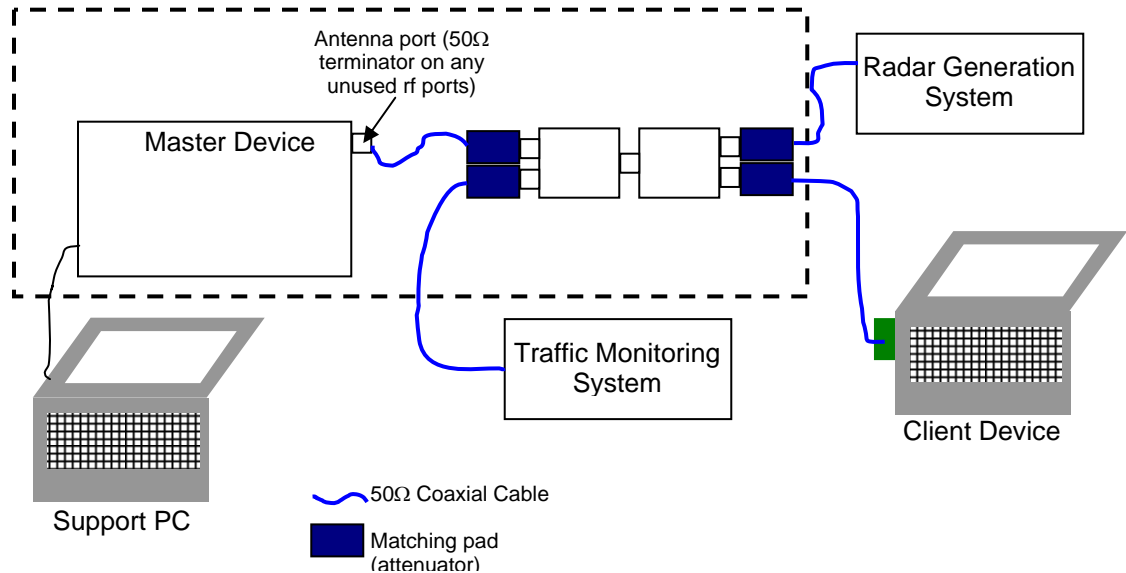 Antenna port (50Ω
terminator on any
unused rf ports)
Master Device
Radar Generation
System
Traffic Monitoring
System
Client Device
Support PC
50Ω Coaxial Cable
Matching pad
(attenuator)